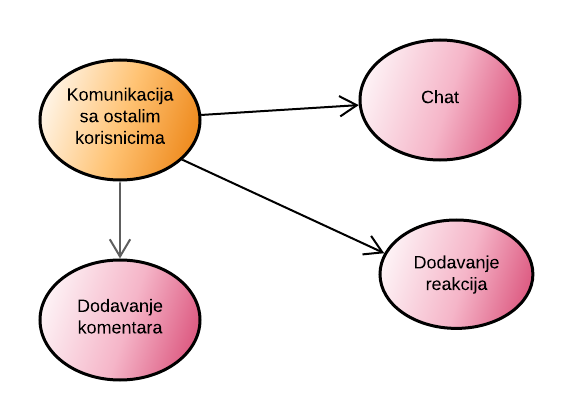 Komunikacija
sa ostalim
korisnicima
Chat
Dodavanje
reakcija
Dodavanje
komentara